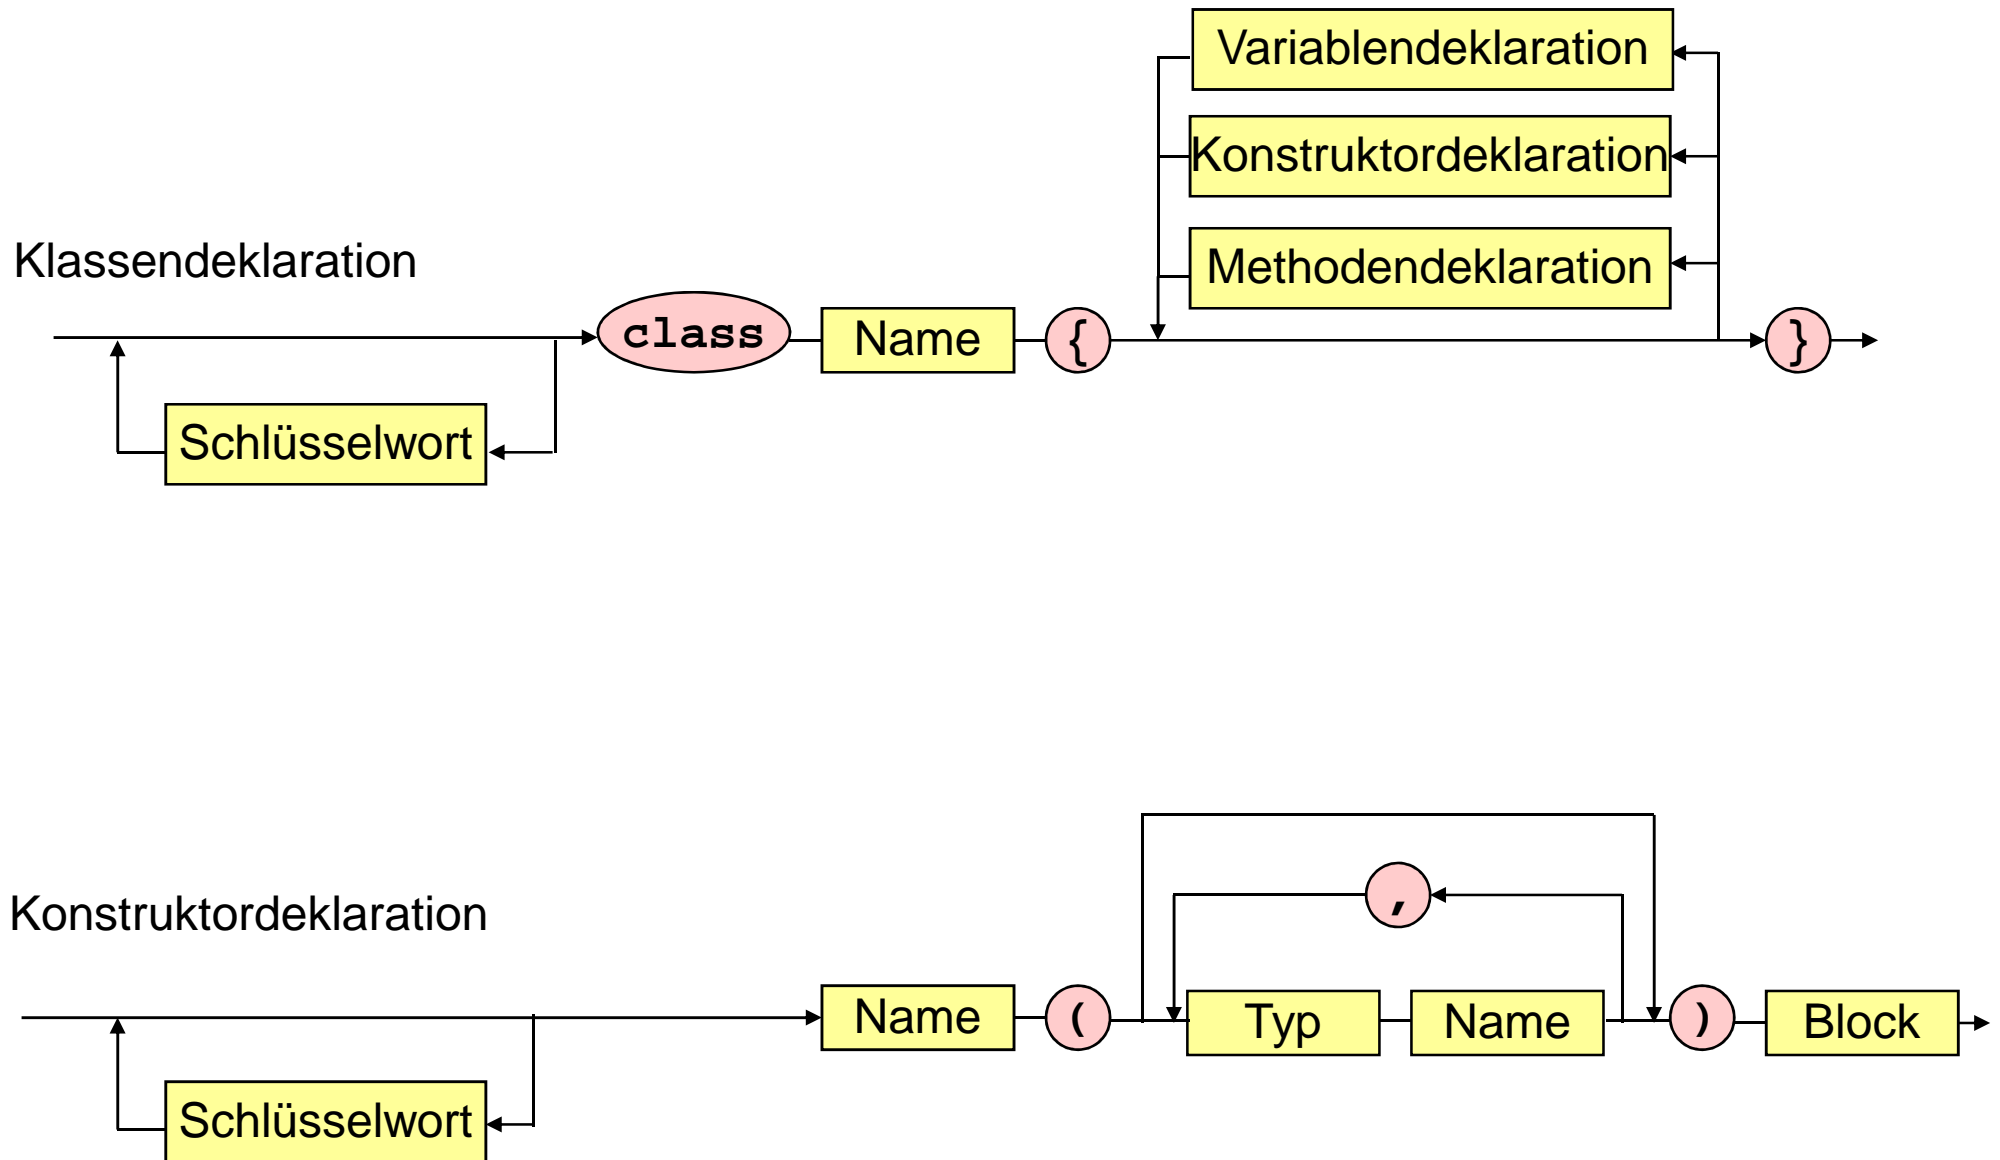 Variablendeklaration
Konstruktordeklaration
Klassendeklaration
Methodendeklaration
class Name { }
Schlüsselwort
Konstruktordeklaration
,
Name ( Typ Name ) Block
Schlüsselwort